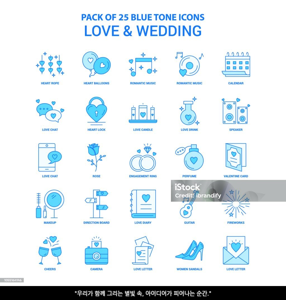 PACK OF 25 BLUE TONE ICONS
LOVE & WEDDING
HEART ROPE
HEART BALLOONS
ROMANTIC MUSIC
ROMANTIC MUSIC
CALENDAR
LOVE CHAT
HEART LOCK
LOVE CANDLE
LOVE DRINK
SPEAKER
LOVE CHAT
ROSE
ENGAGEMENT RING
PERFUME
VALENTINE CARD
iStock
Credit: ibrandify
MAKEUP
DIRECTION BOARD
LOVE DIARY
GUITAR
FIREWORKS
CHEERS
CAMERA
LOVE LETTER
WOMEN SANDALS
LOVE LETTER
"우리가 함께 그리는 별빛 속, 아이디어가 피어나는 순간."